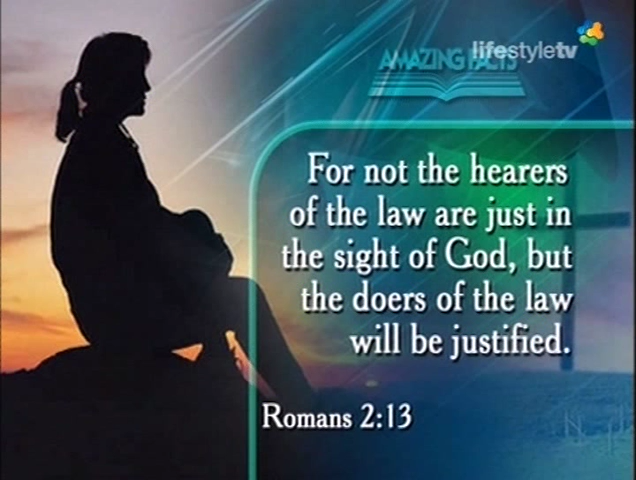 lifestyletv
AMAZING FACTS
For not the hearers
of the law are just in
the sight of God, but
the doers of the law
will be justified.
Romans 2:13